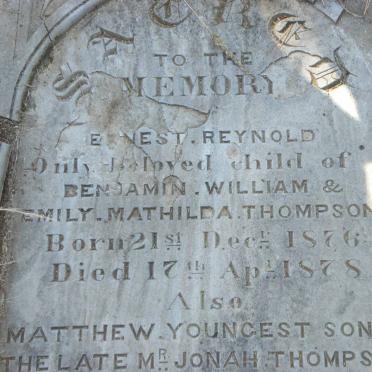 SACRED
TO THE
MEMORY
ERNEST. REYNOLD
Only beloved child of
BENJAMIN. WILLIAM &
EMILY. MATHILDA. THOMPSON
Born 21st Decr 1876
Died 17th Apl 1878
Also
MATTHEW. YOUNGEST SON
THE LATE MR JONAH THOMPS